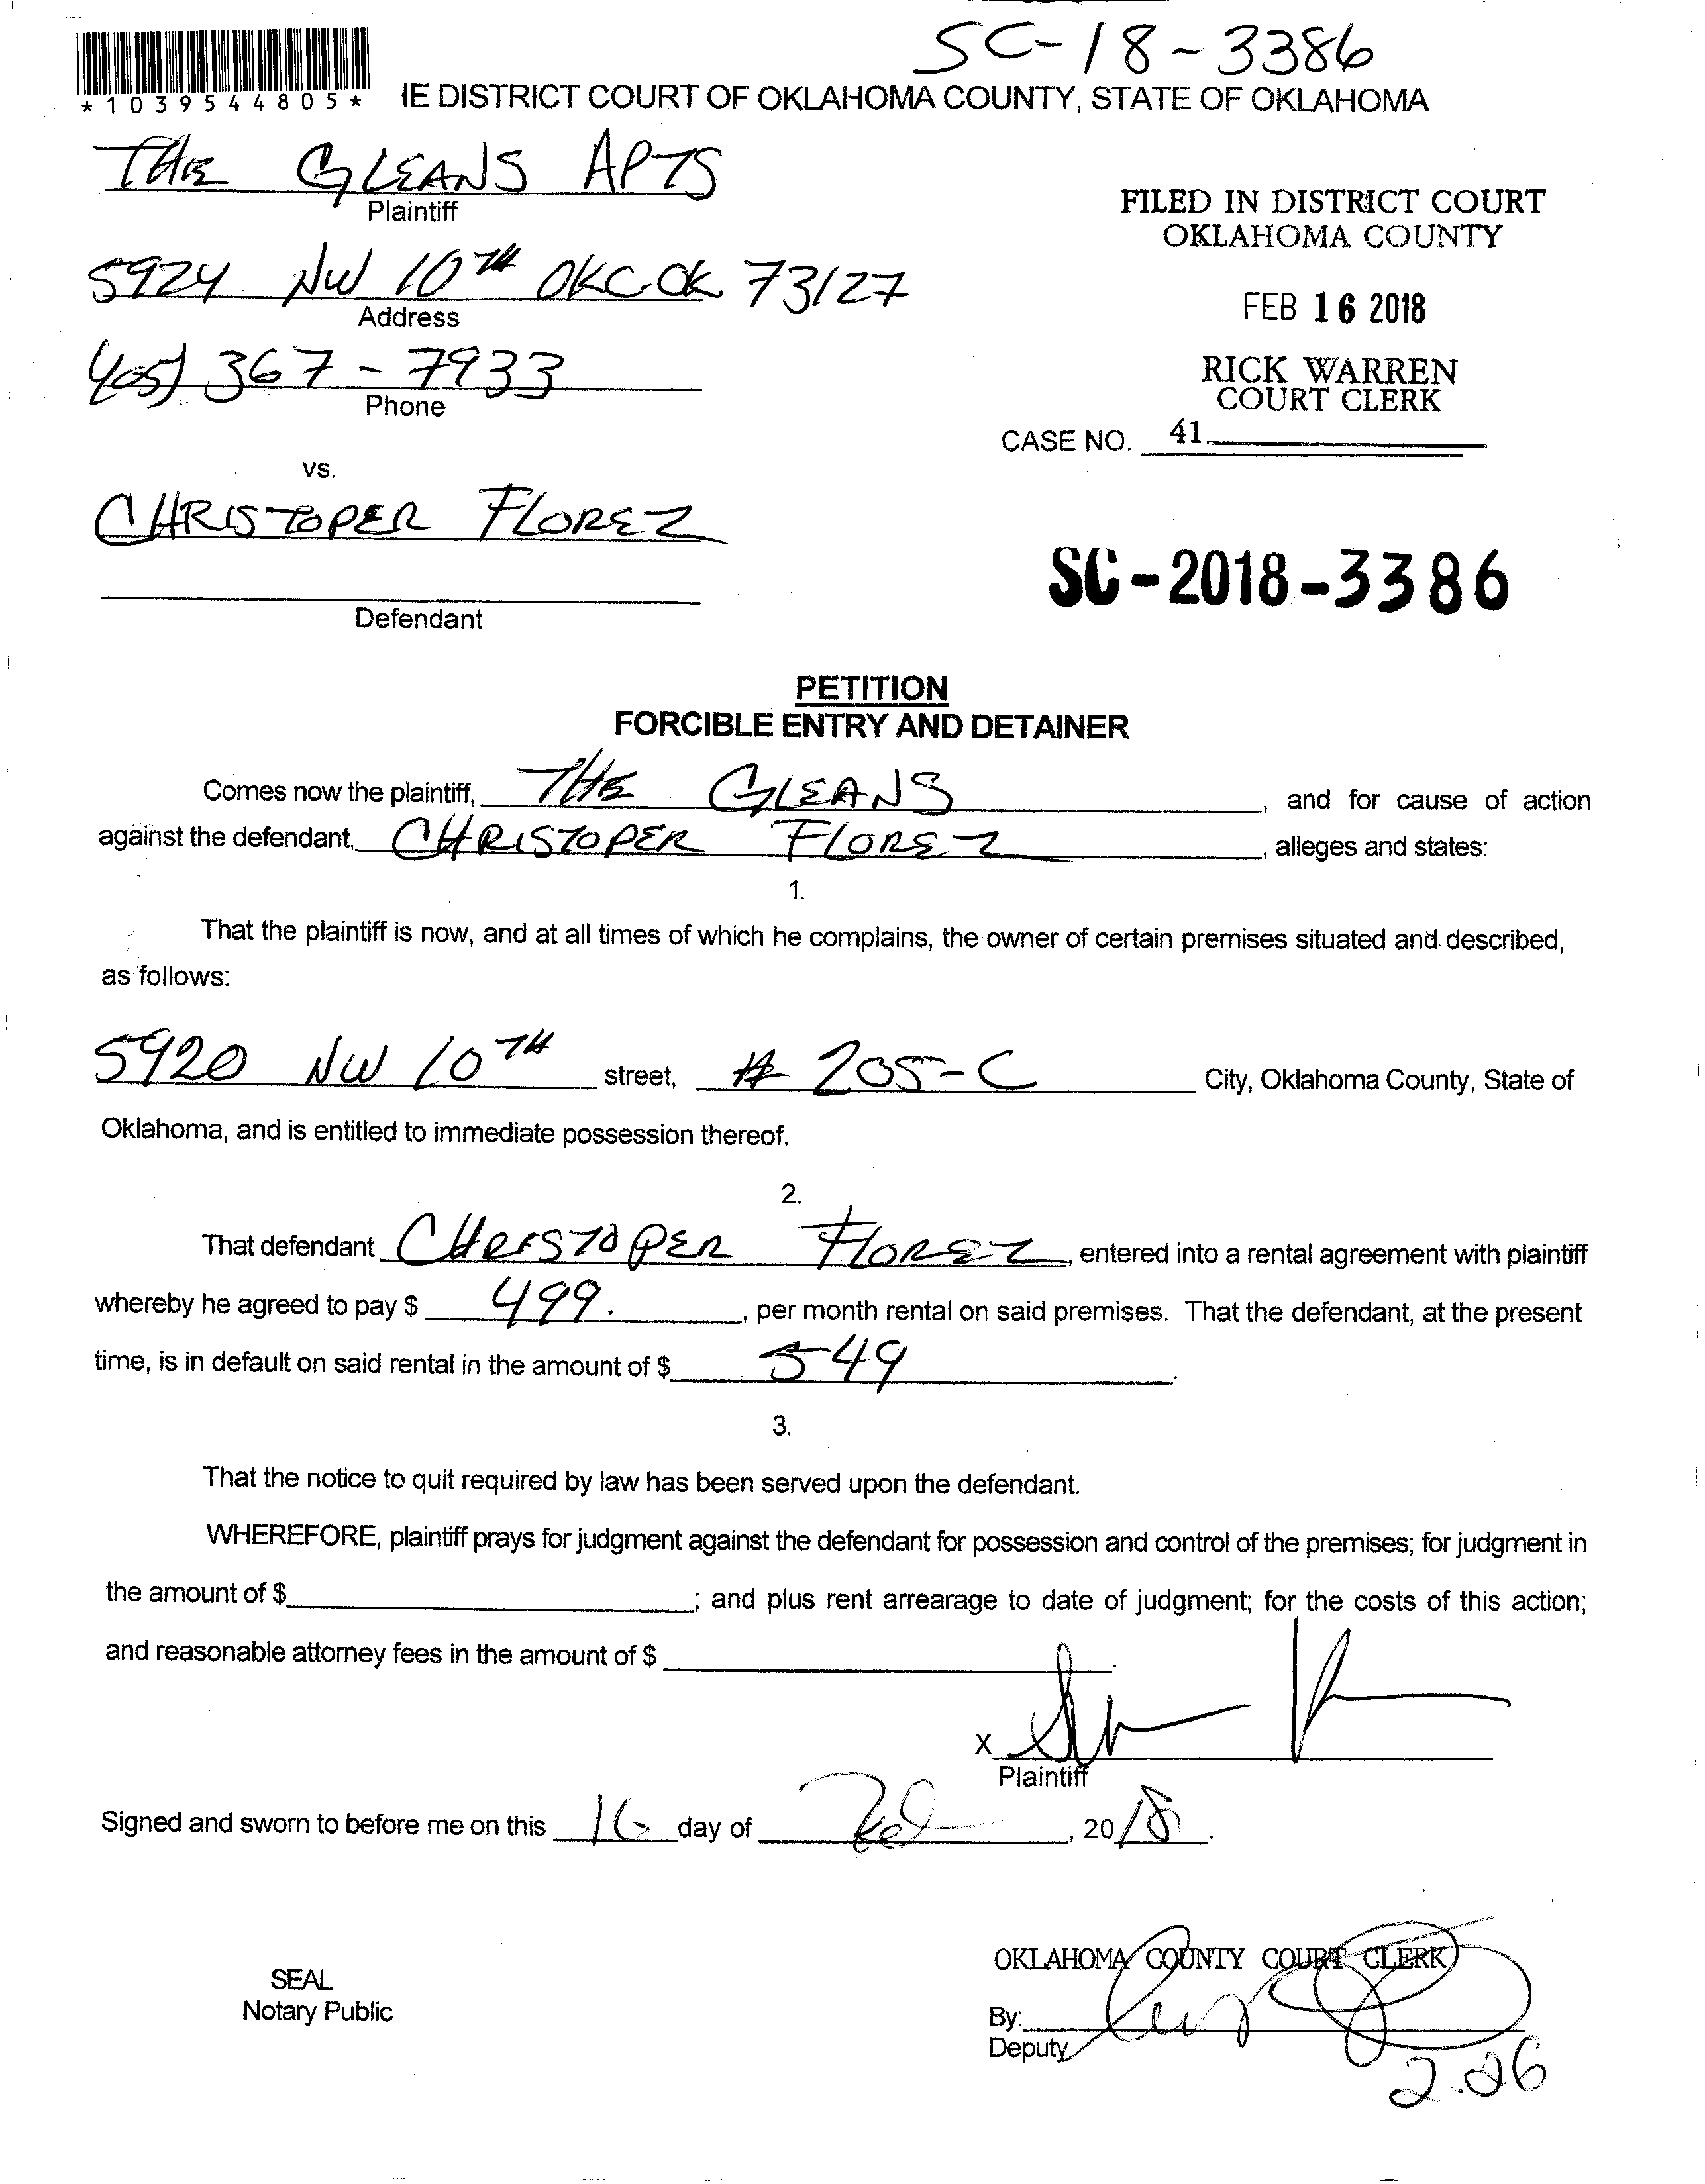 SC-18-3386
*1039544805*
IE DISTRICT COURT OF OKLAHOMA COUNTY, STATE OF OKLAHOMA
THE GLEANS APTS
Plaintiff
5924 NW 10TH OKC OK 73127
Address
405) 367-7933
Phone
FILED IN DISTRICT COURT
OKLAHOMA COUNTY
FEB 16 2018
RICK WARREN
COURT CLERK
CASE NO. 41
vs.
CHRISTOPER FLOREZ
Defendant
SC-2018-3386
PETITION
FORCIBLE ENTRY AND DETAINER
Comes now the plaintiff, THE GLEANS, and for cause of action
against the defendant, CHRISTOPER FLOREZ, alleges and states:
1.
That the plaintiff is now, and at all times of which he complains, the owner of certain premises situated and described,
as follows:
5920 NW 10TH street, # 205-C City, Oklahoma County, State of
Oklahoma, and is entitled to immediate possession thereof.
2.
That defendant CHRISTOPER FLOREZ, entered into a rental agreement with plaintiff
whereby he agreed to pay $ 499. , per month rental on said premises. That the defendant, at the present
time, is in default on said rental in the amount of $ 549.
3.
That the notice to quit required by law has been served upon the defendant.
WHEREFORE, plaintiff prays for judgment against the defendant for possession and control of the premises; for judgment in
the amount of $ ; and plus rent arrearage to date of judgment; for the costs of this action;
and reasonable attorney fees in the amount of $ .
X
Plaintiff
Signed and sworn to before me on this 16 day of Feb, 2018.
SEAL
Notary Public
OKLAHOMA COUNTY COURT CLERK
By:
Deputy
2-26